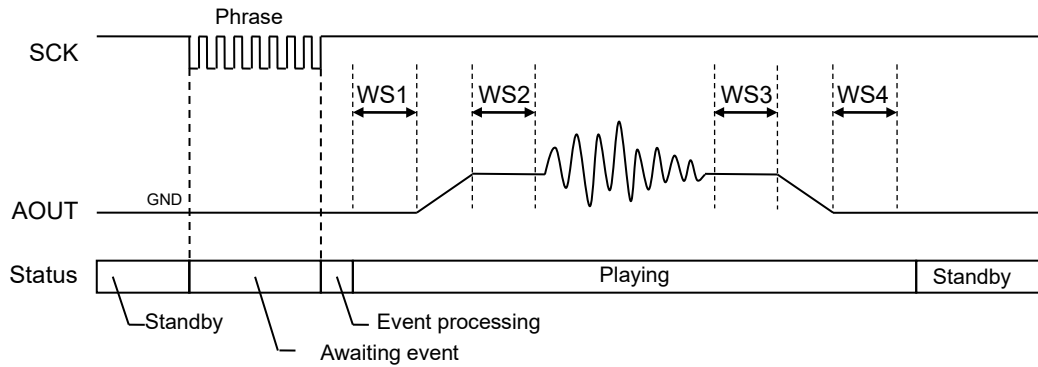 Phrase
SCK
WS1 WS2 WS3 WS4
GND
AOUT
Status Playing Standby
Standby Event processing
Awaiting event